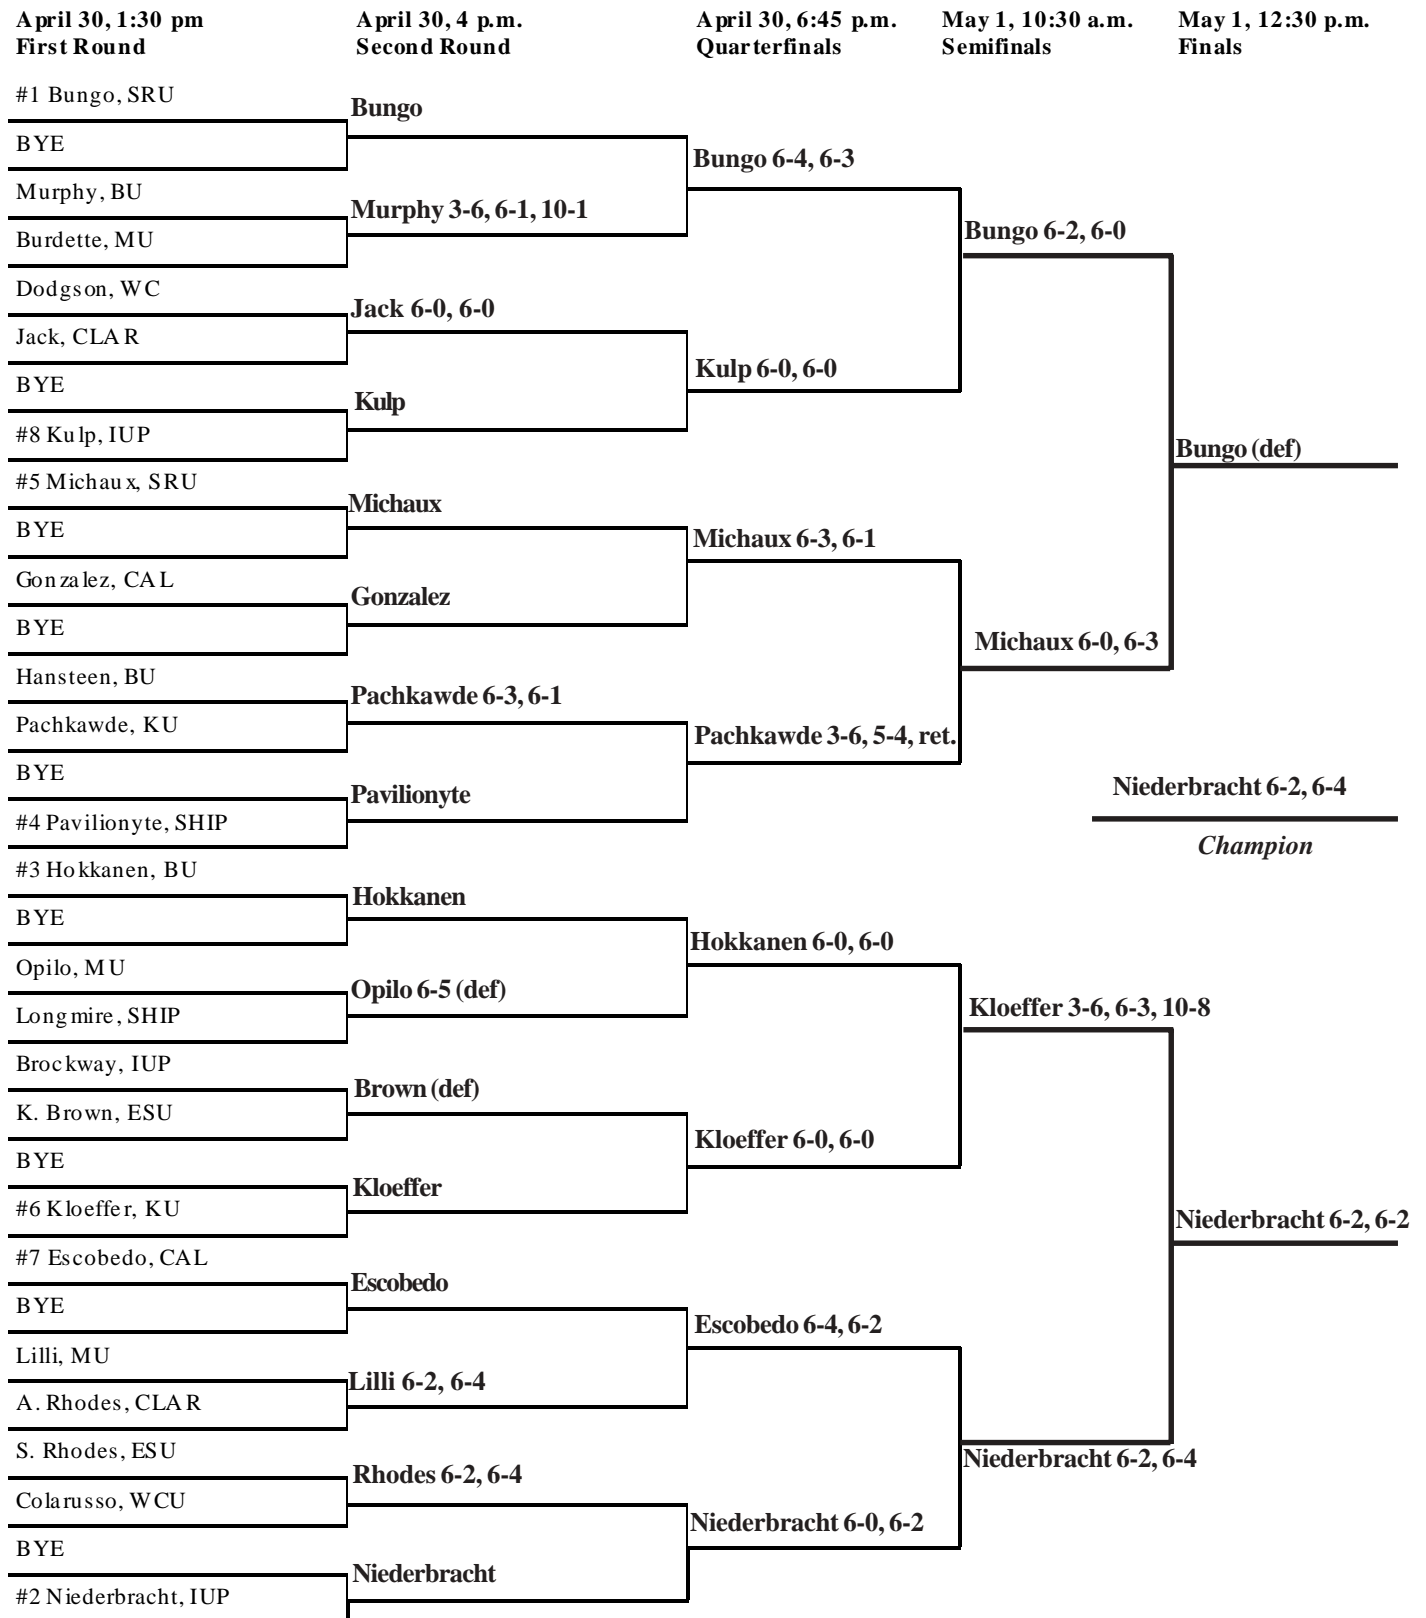 April 30, 1:30 pm
First Round
April 30, 4 p.m.
Second Round
April 30, 6:45 p.m.
Quarterfinals
May 1, 10:30 a.m.
Semifinals
May 1, 12:30 p.m.
Finals
#1 Bungo, SRU
BYE
Murphy, BU
Burdette, MU
Dodgson, WC
Jack, CLAR
BYE
#8 Kulp, IUP
#5 Michaux, SRU
BYE
Gonzalez, CAL
BYE
Hansteen, BU
Pachkawde, KU
BYE
#4 Pavilionyte, SHIP
#3 Hokkanen, BU
BYE
Opilo, MU
Longmire, SHIP
Brockway, IUP
K. Brown, ESU
BYE
#6 Kloeffer, KU
#7 Escobedo, CAL
BYE
Lilli, MU
A. Rhodes, CLAR
S. Rhodes, ESU
Colarusso, WCU
BYE
#2 Niederbracht, IUP
Bungo
Murphy 3-6, 6-1, 10-1
Jack 6-0, 6-0
Kulp
Michaux
Gonzalez
Pachkawde 6-3, 6-1
Pavilionyte
Hokkanen
Opilo 6-5 (def)
Brown (def)
Kloeffer
Escobedo
Lilli 6-2, 6-4
Rhodes 6-2, 6-4
Niederbracht
Bungo 6-4, 6-3
Kulp 6-0, 6-0
Michaux 6-3, 6-1
Pachkawde 3-6, 5-4, ret.
Hokkanen 6-0, 6-0
Kloeffer 6-0, 6-0
Escobedo 6-4, 6-2
Niederbracht 6-0, 6-2
Bungo 6-2, 6-0
Michaux 6-0, 6-3
Kloeffer 3-6, 6-3, 10-8
Niederbracht 6-2, 6-4
Bungo (def)
Niederbracht 6-2, 6-2
Niederbracht 6-2, 6-4
Champion